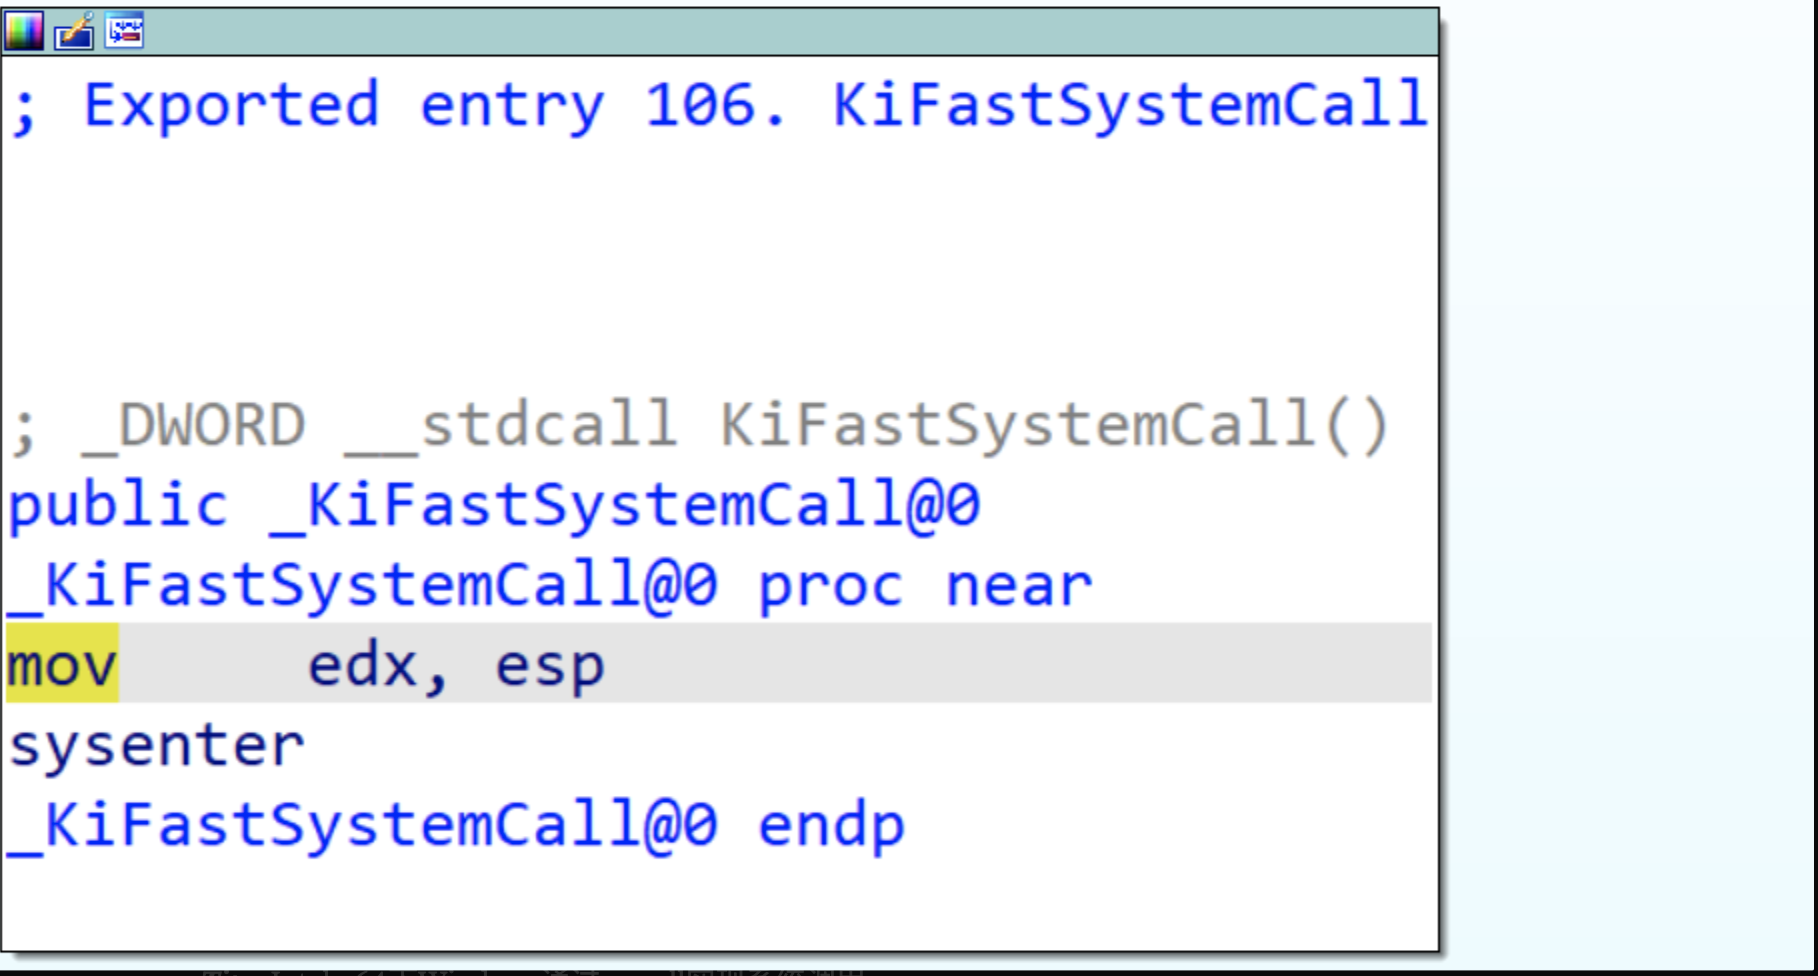 ; Exported entry 106. KiFastSystemCall
; _DWORD __stdcall KiFastSystemCall()
public _KiFastSystemCall@0
_KiFastSystemCall@0 proc near
mov     edx, esp
sysenter
_KiFastSystemCall@0 endp